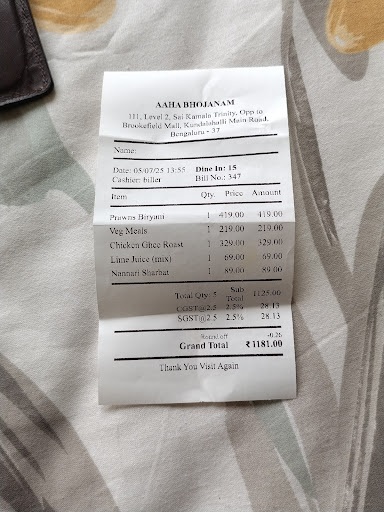 AAHA BHOJANAM
111, Level 2, Sai Kamala Trinity, Opp to
Brookefield Mall, Kundalahalli Main Road,
Bengaluru - 37
Name:
Date: 05/07/25 13:55 Dine In: 15
Cashier: biller Bill No.: 347
Item Qty. Price Amount
Prawns Biryani 1 419.00 419.00
Veg Meals 1 219.00 219.00
Chicken Ghee Roast 1 329.00 329.00
Lime Juice (mix) 1 69.00 69.00
Nannari Sharbat 1 89.00 89.00
Total Qty: 5 Sub Total 1125.00
CGST@2.5 2.5% 28.13
SGST@2.5 2.5% 28.13
Round off -0.26
Grand Total ₹1181.00
Thank You Visit Again